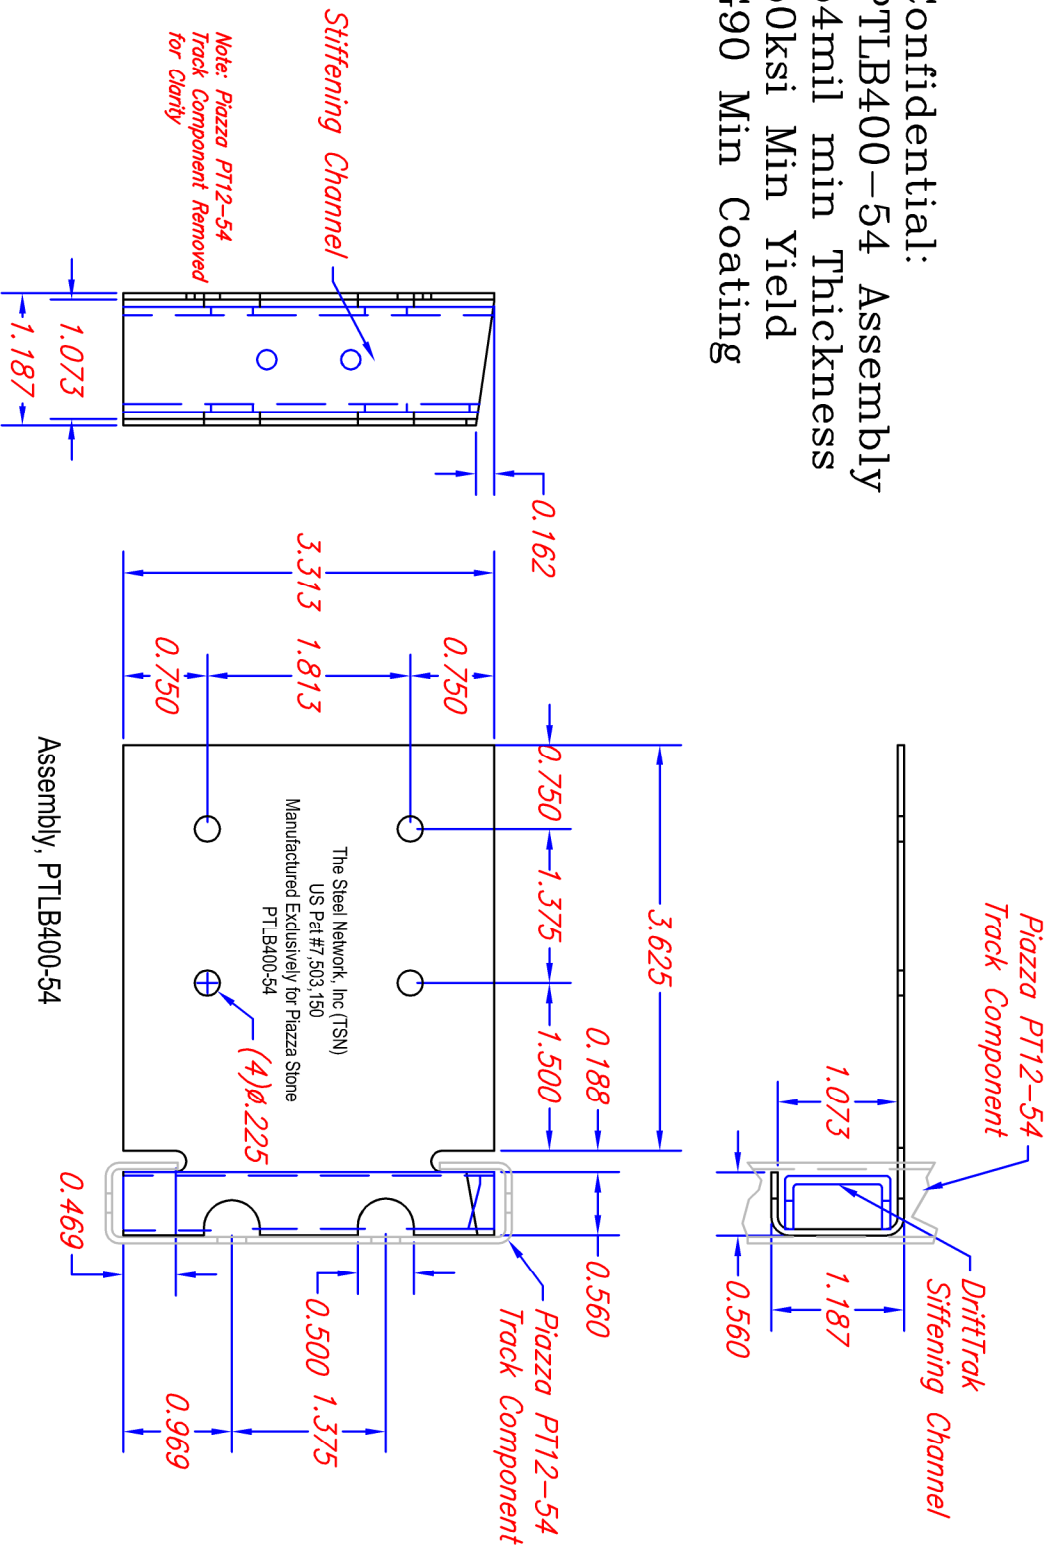 Confidential:
PTLB400-54 Assembly
54mil min Thickness
50ksi Min Yield
G90 Min Coating
Piazza PT12-54
Track Component
1.073
1.187
0.560
DriftTrak
Siffening Channel
Stiffening Channel
Note: Piazza PT12-54
Track Component Removed
for Clarity
1.073
1.187
0.162
3.313
0.750
1.813
0.750
3.625
0.750
1.375
1.500
0.188
0.560
The Steel Network, Inc (TSN)
US Pat #7,503,150
Manufactured Exclusively for Piazza Stone
PTLB400-54
(4)ø.225
Piazza PT12-54
Track Component
0.500
1.375
0.469
0.969
Assembly, PTLB400-54